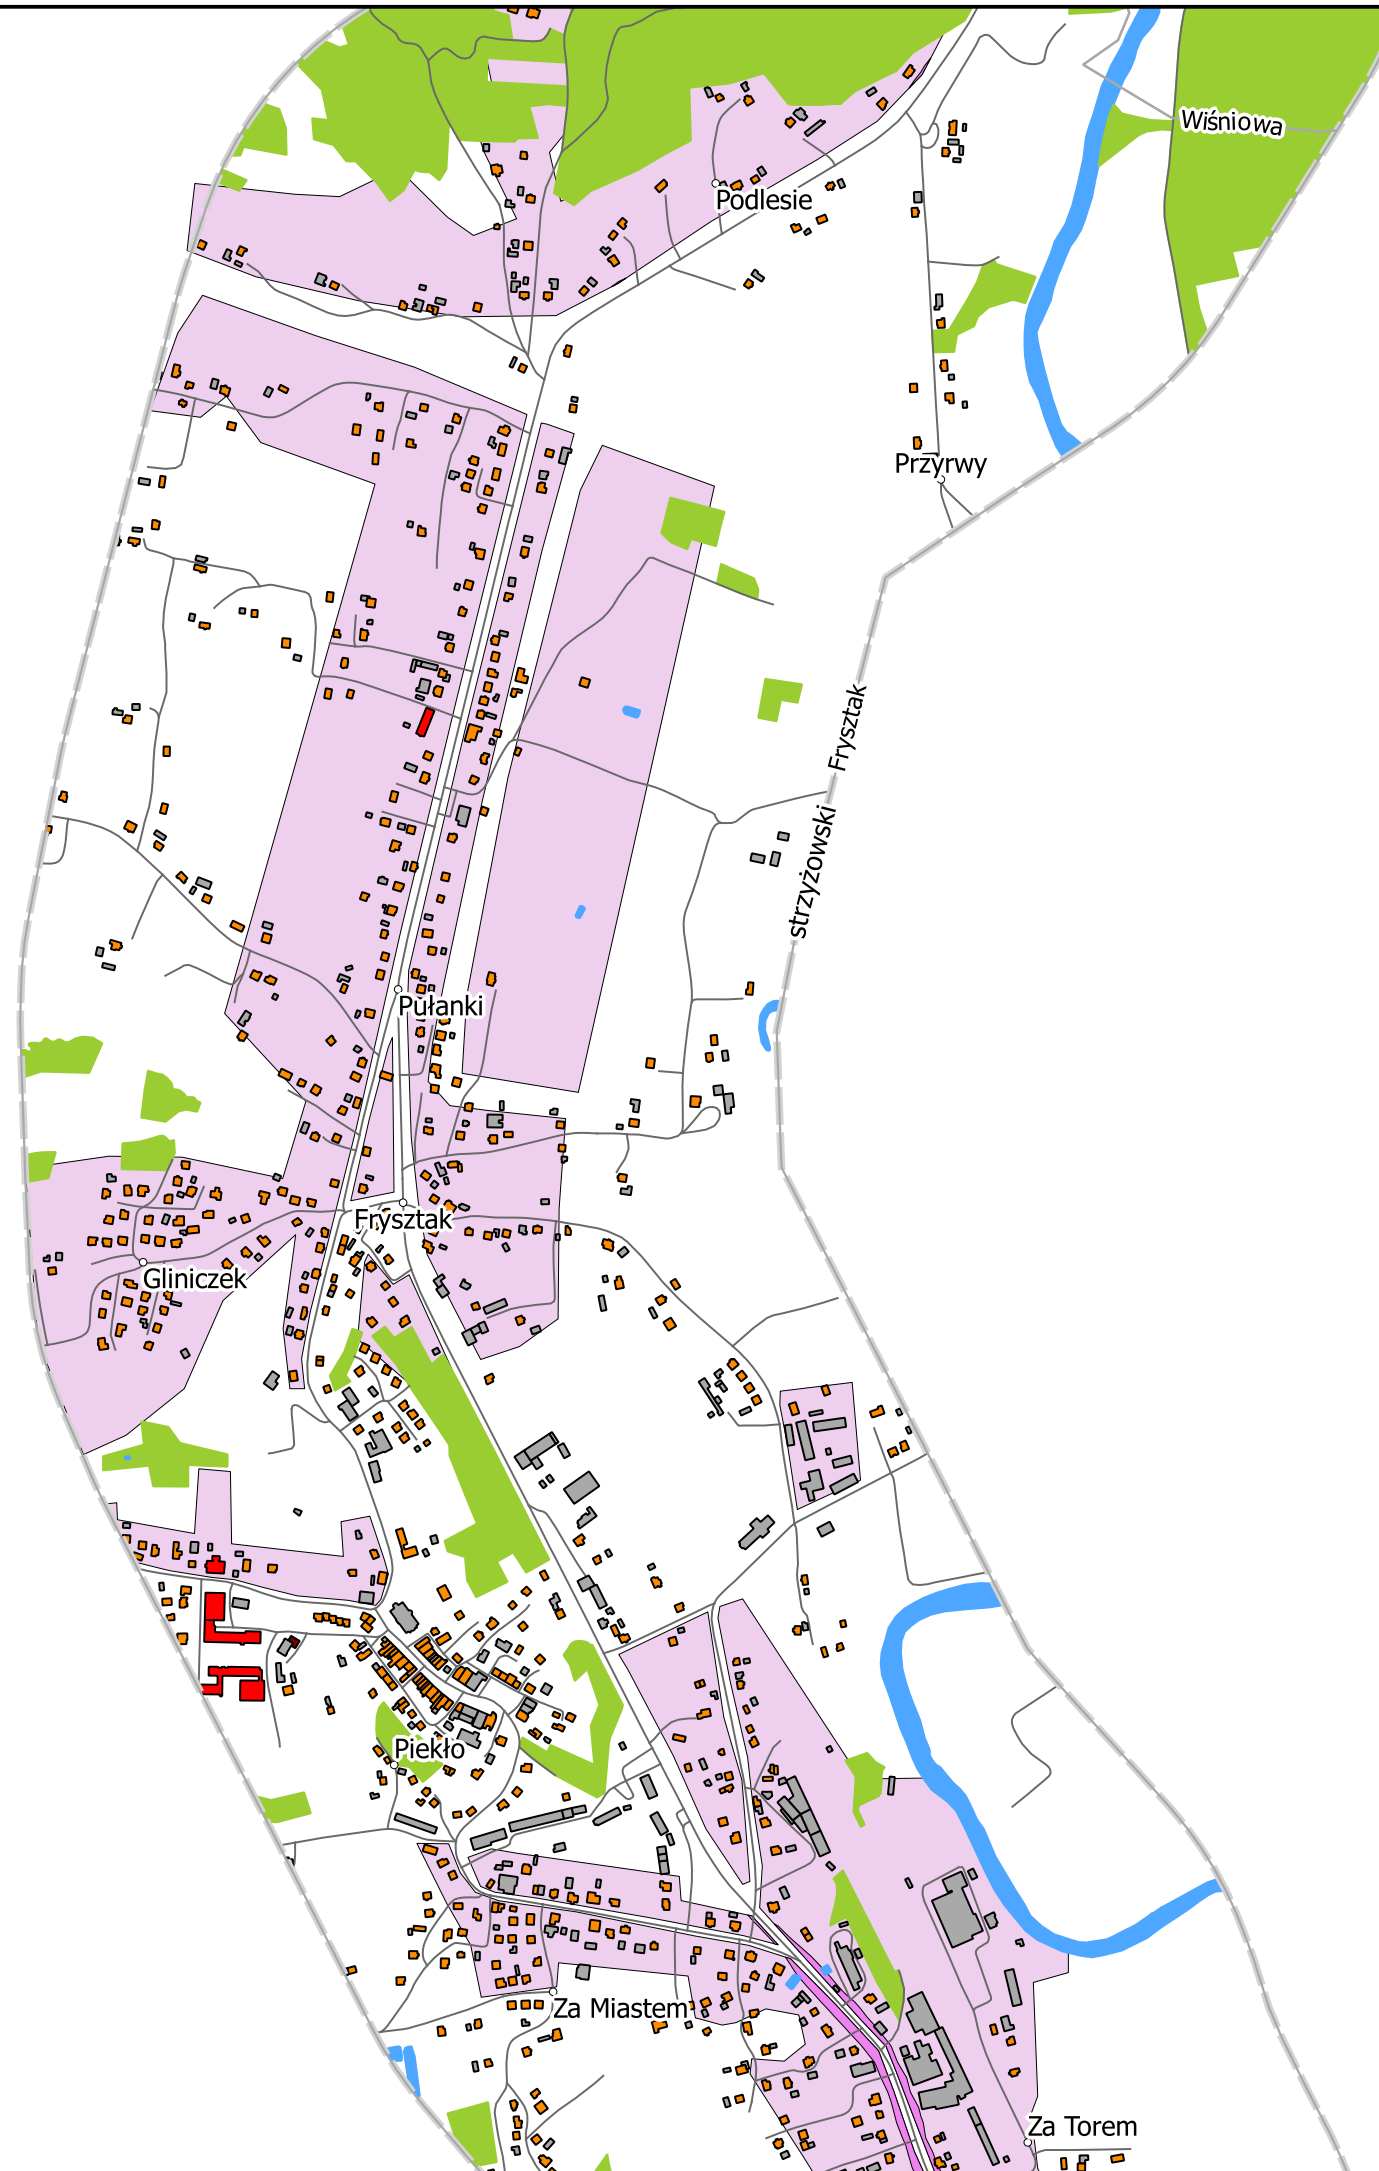 Wiśniowa
Podlesie
Przyrwy
Frysztak
strzyżowski
Pułanki
Frysztak
Gliniczek
Piekło
Za Miastem
Za Torem